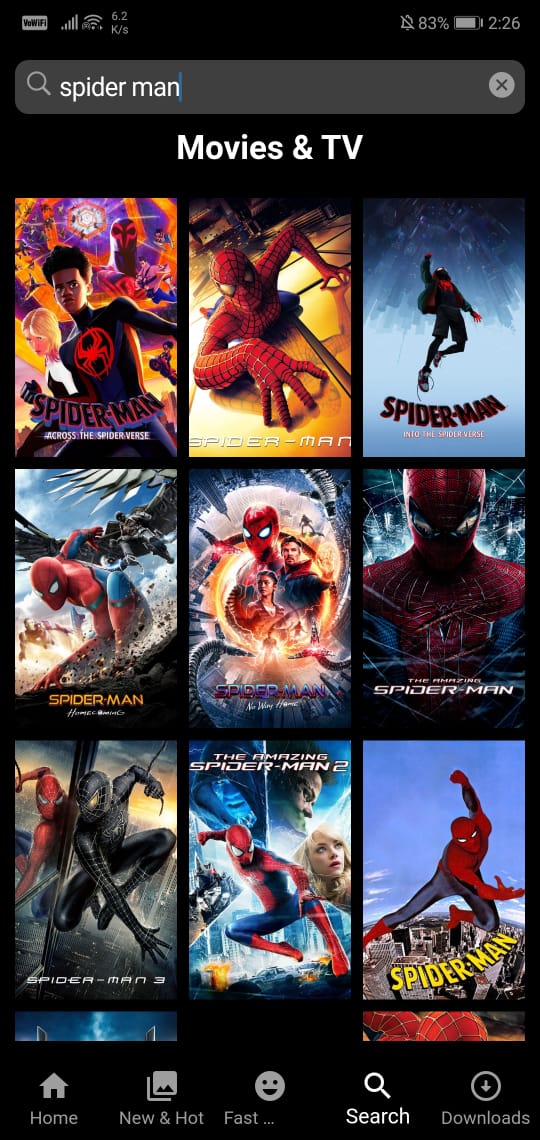 VoWiFi
6.2
K/s
83%
2:26
spider man
Movies & TV
SPIDER-MAN
ACROSS THE SPIDER-VERSE
SPIDER-MAN
SPIDER-MAN
INTO THE SPIDER-VERSE
SPIDER-MAN
HOMECOMING
SPIDER-MAN
No Way Home
THE AMAZING
SPIDER-MAN
SPIDER-MAN 3
THE AMAZING
SPIDER-MAN 2
SPIDER-MAN
Home
New & Hot
Fast ...
Search
Downloads